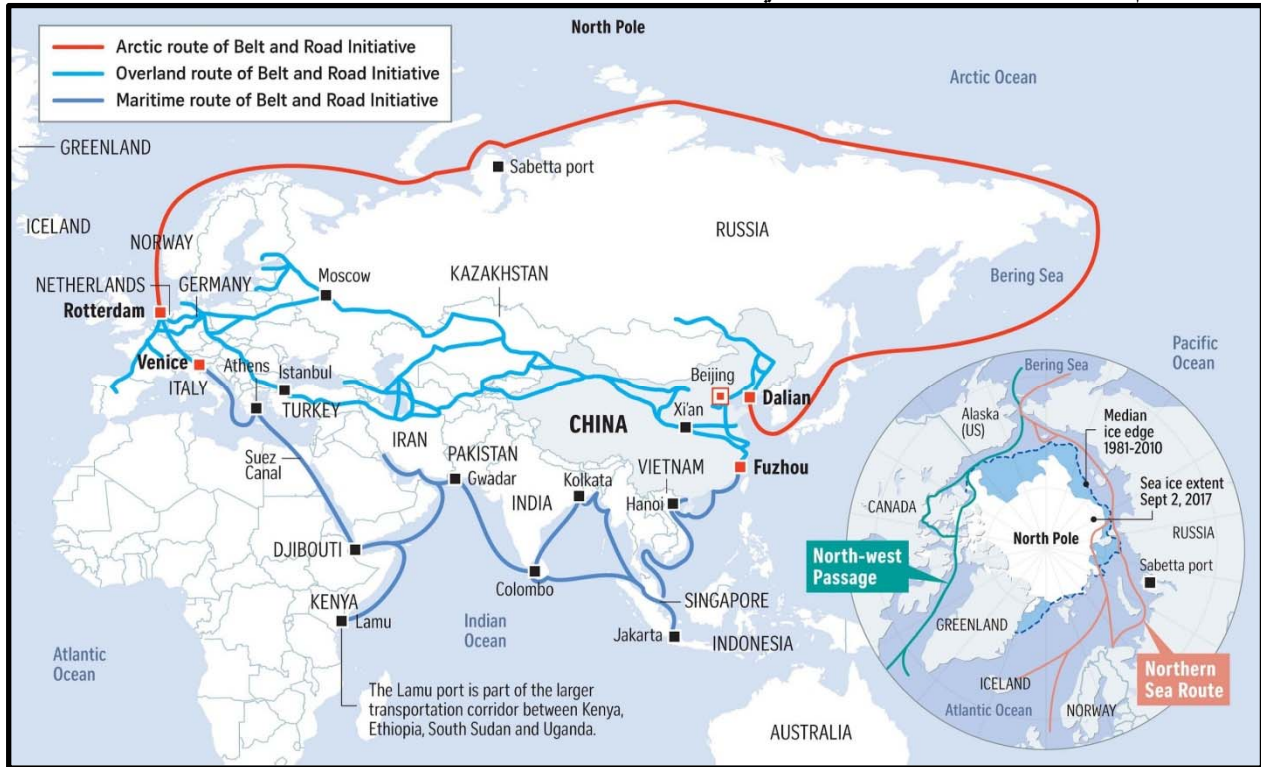 North Pole
Arctic route of Belt and Road Initiative
Overland route of Belt and Road Initiative
Maritime route of Belt and Road Initiative
Arctic Ocean
GREENLAND
Sabetta port
ICELAND
NORWAY
RUSSIA
Bering Sea
NETHERLANDS
GERMANY
Moscow
KAZAKHSTAN
Rotterdam
Pacific
Ocean
Venice
Athens
Istanbul
ITALY
TURKEY
Beijing
Dalian
Xi'an
CHINA
IRAN
PAKISTAN
Gwadar
Suez
Canal
INDIA
Kolkata
VIETNAM
Hanoi
Fuzhou
DJIBOUTI
KENYA
Lamu
Colombo
SINGAPORE
Jakarta
INDONESIA
Indian
Ocean
Atlantic
Ocean
The Lamu port is part of the larger
transportation corridor between Kenya,
Ethiopia, South Sudan and Uganda.
AUSTRALIA
Bering Sea
Alaska
(US)
Median
ice edge
1981-2010
Sea ice extent
Sept 2, 2017
CANADA
North Pole
RUSSIA
North-west
Passage
Sabetta port
GREENLAND
ICELAND
Northern
Sea Route
Atlantic Ocean
NORWAY